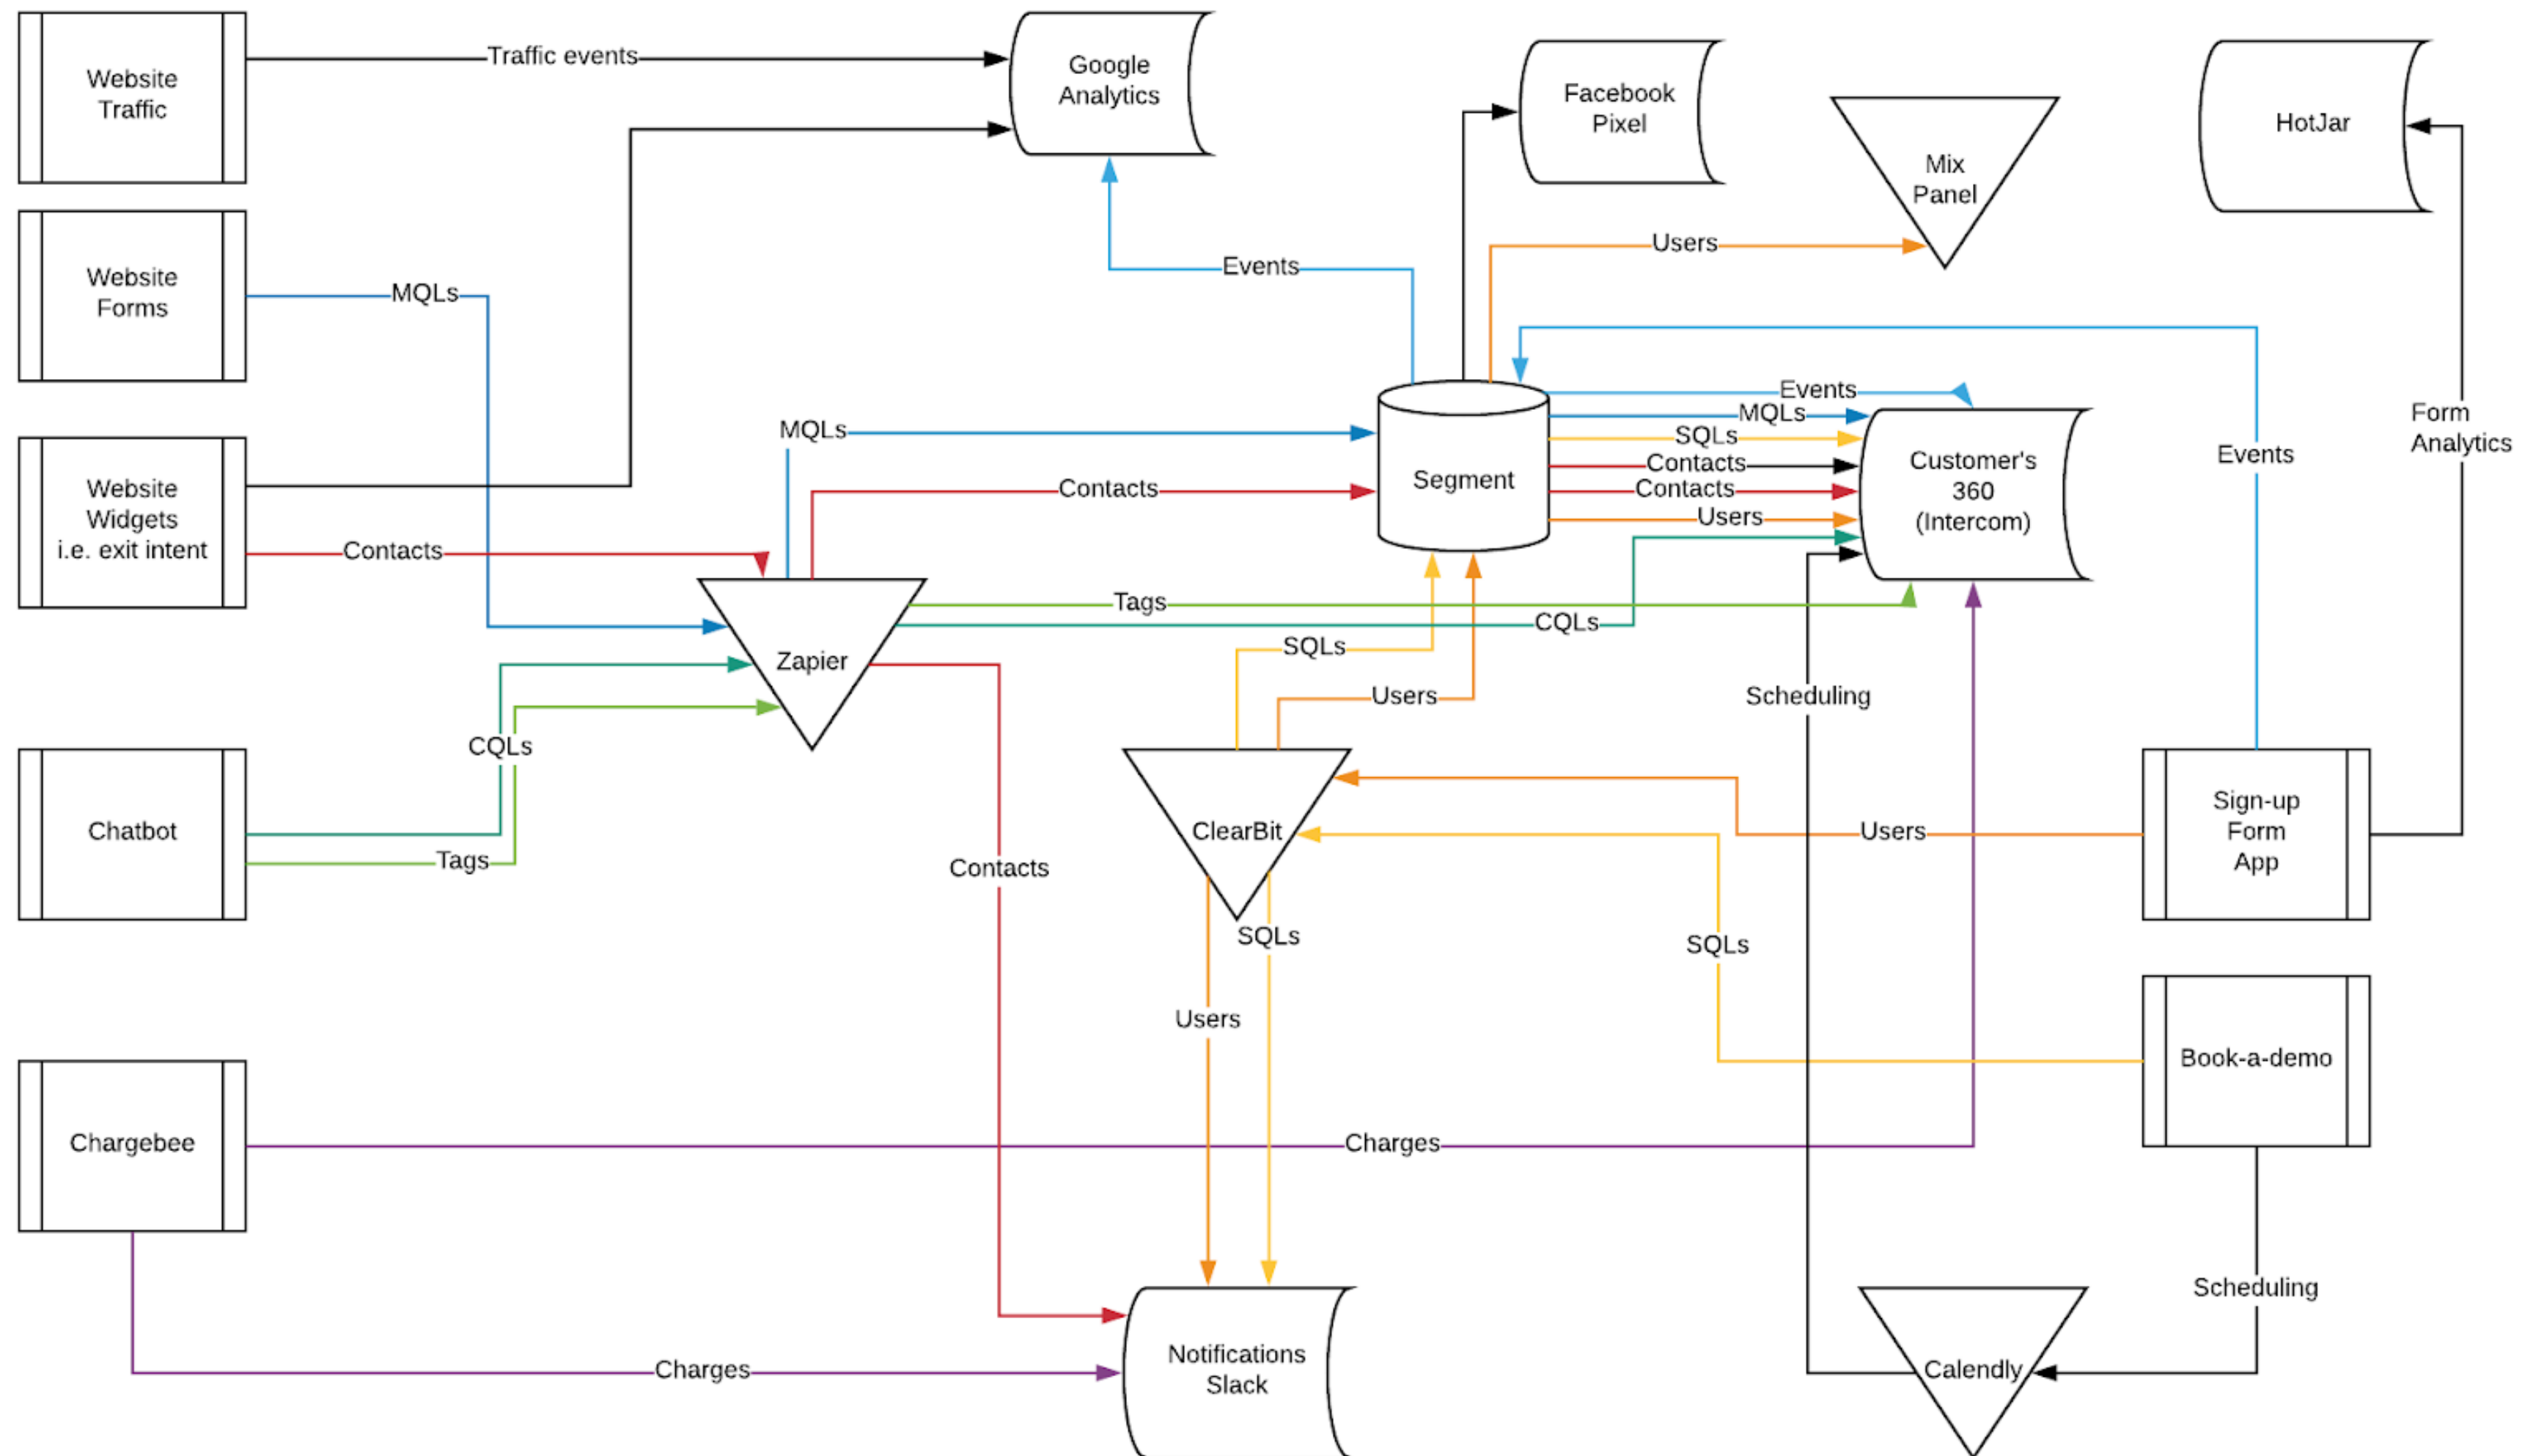 Website
Traffic
Traffic events
Google
Analytics
Facebook
Pixel
Mix
Panel
HotJar
Website
Forms
MQLs
Events
Users
Form
Analytics
Website
Widgets
i.e. exit intent
Contacts
MQLs
Contacts
Segment
Events
MQLs
SQLs
Contacts
Contacts
Users
Customer's
360
(Intercom)
Events
Zapier
Tags
CQLs
SQLs
Users
Scheduling
Chatbot
CQLs
Tags
Contacts
ClearBit
Users
SQLs
Users
SQLs
Sign-up
Form
App
Book-a-demo
Chargebee
Charges
Charges
Notifications
Slack
Calendly
Scheduling